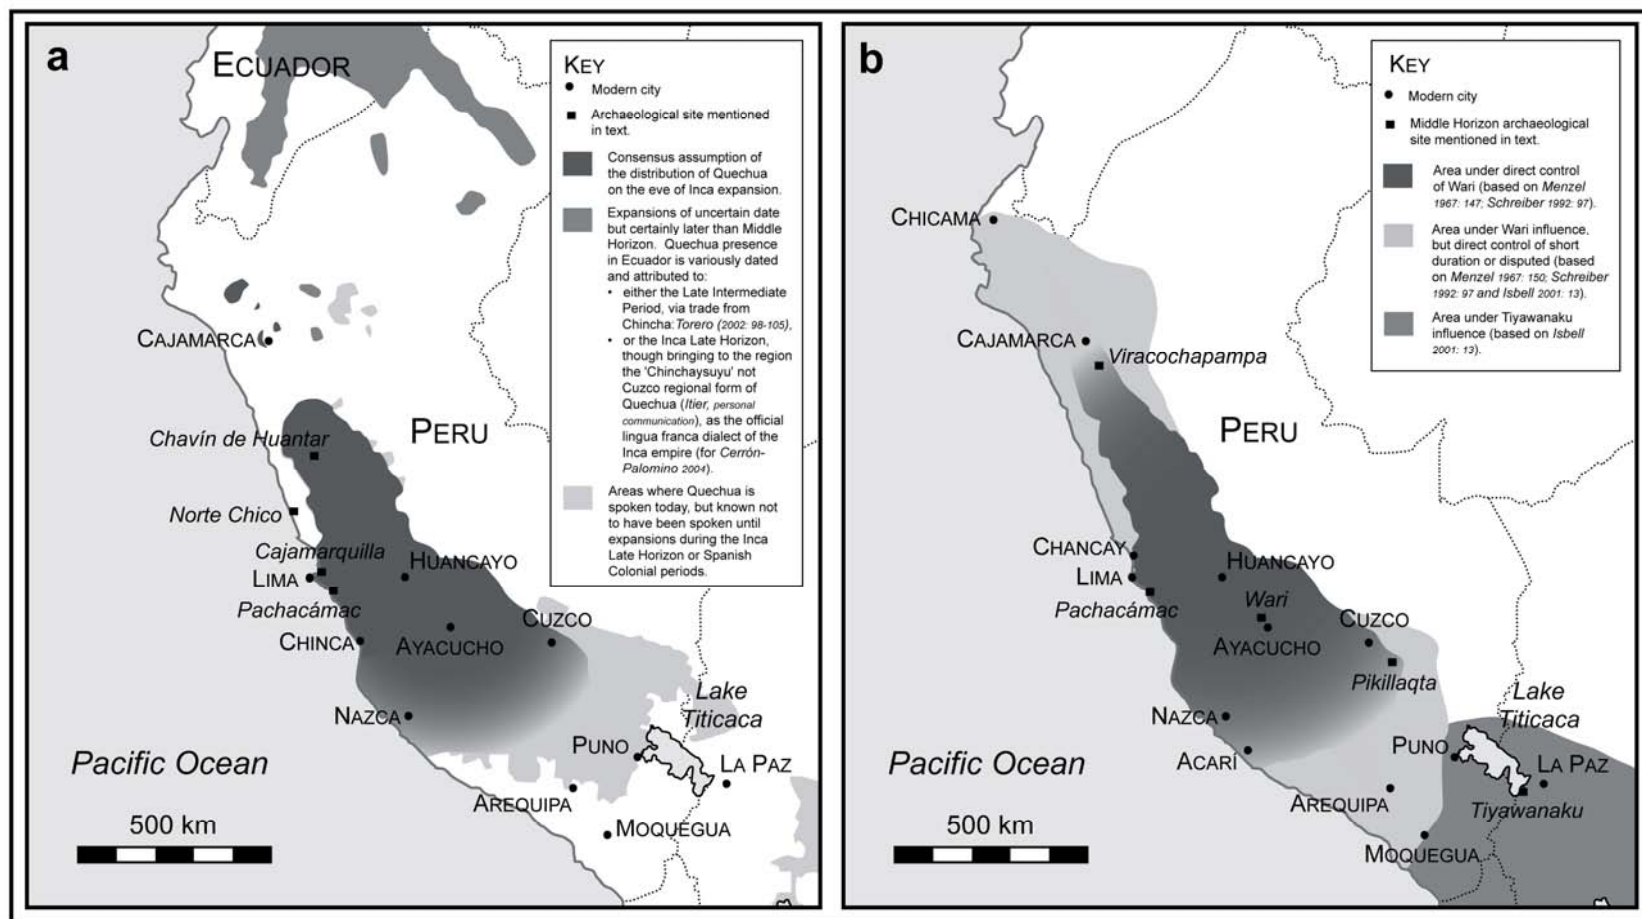 a
ECUADOR
KEY
Modern city
Archaeological site mentioned
in text.
Consensus assumption of
the distribution of Quechua
on the eve of Inca expansion.
Expansions of uncertain date
but certainly later than Middle
Horizon. Quechua presence
in Ecuador is variously dated
and attributed to:
• either the Late Intermediate
Period, via trade from
Chincha: Torero (2002: 98-105),
• or the Inca Late Horizon,
though bringing to the region
the 'Chinchaysuyu' not
Cuzco regional form of
Quechua (Itier, personal
communication), as the official
lingua franca dialect of the
Inca empire (for Cerrón-
Palomino 2004).
Areas where Quechua is
spoken today, but known not
to have been spoken until
expansions during the Inca
Late Horizon or Spanish
Colonial periods.
CAJAMARCA
PERU
Chavín de Huantar
Norte Chico
Cajamarquilla
HUANCAYO
LIMA
Pachacámac
CUZCO
CHINCA
AYACUCHO
Lake
Titicaca
NAZCA
PUNO
Pacific Ocean
LA PAZ
AREQUIPA
500 km
MOQUEGUA
b
KEY
Modern city
Middle Horizon archaeological
site mentioned in text.
Area under direct control
of Wari (based on Menzel
1967: 147; Schreiber 1992: 97).
Area under Wari influence,
but direct control of short
duration or disputed (based
on Menzel 1967: 150; Schreiber
1992: 97 and Isbell 2001: 13).
Area under Tiyawanaku
influence (based on Isbell
2001: 13).
CHICAMA
CAJAMARCA
Viracochapampa
PERU
CHANCAY
HUANCAYO
LIMA
Wari
Pachacámac
CUZCO
AYACUCHO
Pikillaqta
Lake
Titicaca
NAZCA
PUNO
ACARÍ
Pacific Ocean
LA PAZ
AREQUIPA
Tiyawanaku
500 km
MOQUEGUA